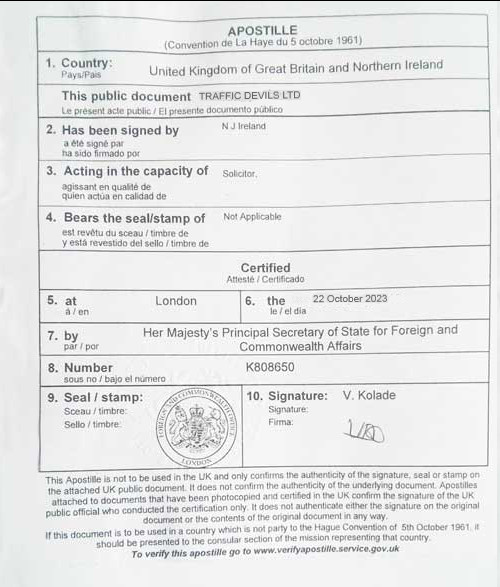 APOSTILLE
(Convention de La Haye du 5 octobre 1961)
1. Country:
Pays/Pais
United Kingdom of Great Britain and Northern Ireland
This public document TRAFFIC DEVILS LTD
Le présent acte public / El presente documento público
2. Has been signed by
N J Ireland
a été signé par
ha sido firmado por
3. Acting in the capacity of
Solicitor.
agissant en qualité de
quien actúa en calidad de
4. Bears the seal/stamp of
Not Applicable
est revêtu du sceau / timbre de
y está revestido del sello / timbre de
Certified
Attesté / Certificado
5. at
à / en
London
6. the
le / el día
22 October 2023
7. by
par / por
Her Majesty's Principal Secretary of State for Foreign and
Commonwealth Affairs
8. Number
sous no / bajo el número
K808650
9. Seal / stamp:
Sceau / timbre:
Sello / timbre:
FOREIGN AND COMMONWEALTH OFFICE
LONDON
10. Signature:
V. Kolade
Signature:
Firma:
This Apostille is not to be used in the UK and only confirms the authenticity of the signature, seal or stamp on
the attached UK public document. It does not confirm the authenticity of the underlying document. Apostilles
attached to documents that have been photocopied and certified in the UK confirm the signature of the UK
public official who conducted the certification only. It does not authenticate either the signature on the original
document or the contents of the original document in any way.
If this document is to be used in a country which is not party to the Hague Convention of 5th October 1961, it
should be presented to the consular section of the mission representing that country.
To verify this apostille go to www.verifyapostille.service.gov.uk